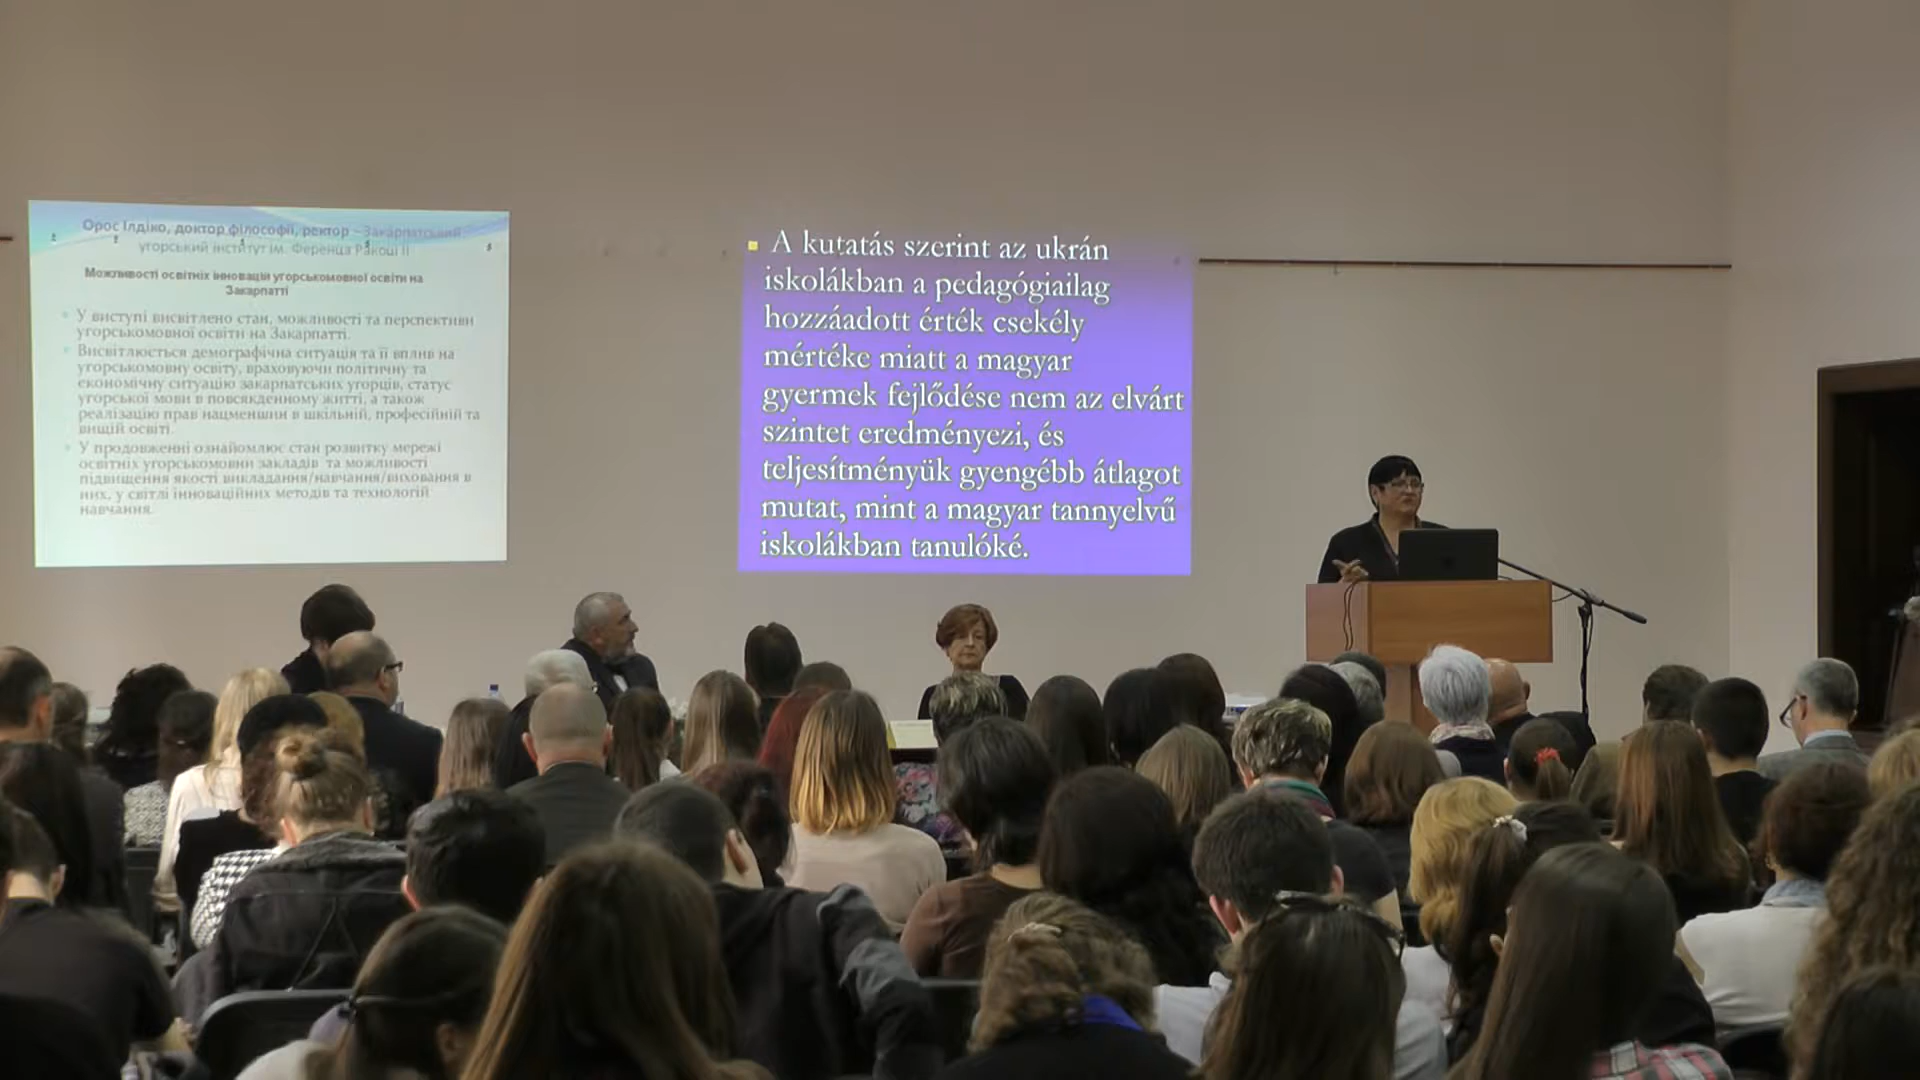 Орос Ілдіко, доктор філософії, ректор - Закарпатський
угорський інститут ім. Ференца Ракоці ІІ
Можливості освітніх інновацій угорськомовної освіти на
Закарпатті
У виступі висвітлено стан, можливості та перспективи
угорськомовної освіти на Закарпатті.
Висвітлюється демографічна ситуація та її вплив на
угорськомовну освіту, враховуючи політичну та
економічну ситуацію закарпатських угорців, статус
угорської мови в повсякденному житті, а також
реалізацію прав нацменшин в шкільній, професійній та
вищій освіті.
У продовженні ознайомлює стан розвитку мережі
освітніх угорськомовни закладів та можливості
підвищення якості викладання/навчання/виховання в
них, у світлі інноваційних методів та технологій
навчання.
A kutatás szerint az ukrán
iskolákban a pedagógiailag
hozzáadott érték csekély
mértéke miatt a magyar
gyermek fejlődése nem az elvárt
szintet eredményezi, és
teljesítményük gyengébb átlagot
mutat, mint a magyar tannyelvű
iskolákban tanulóké.